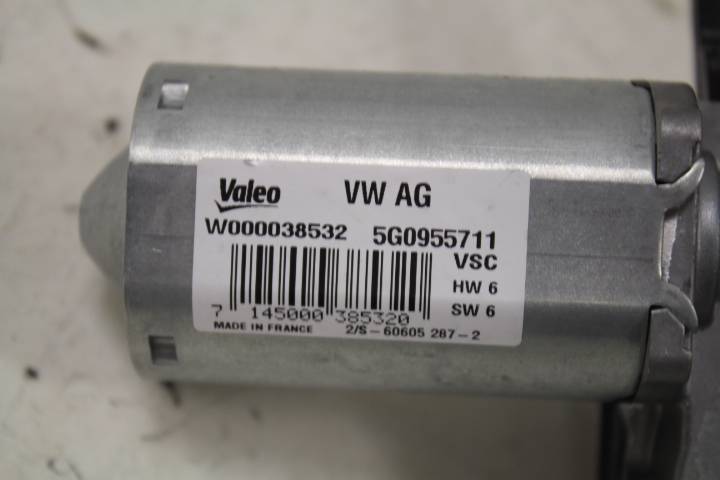 Valeo VW AG
W000038532 5G0955711
VSC
HW 6
SW 6
7 145000 385320
MADE IN FRANCE 2/S-60605 287-2